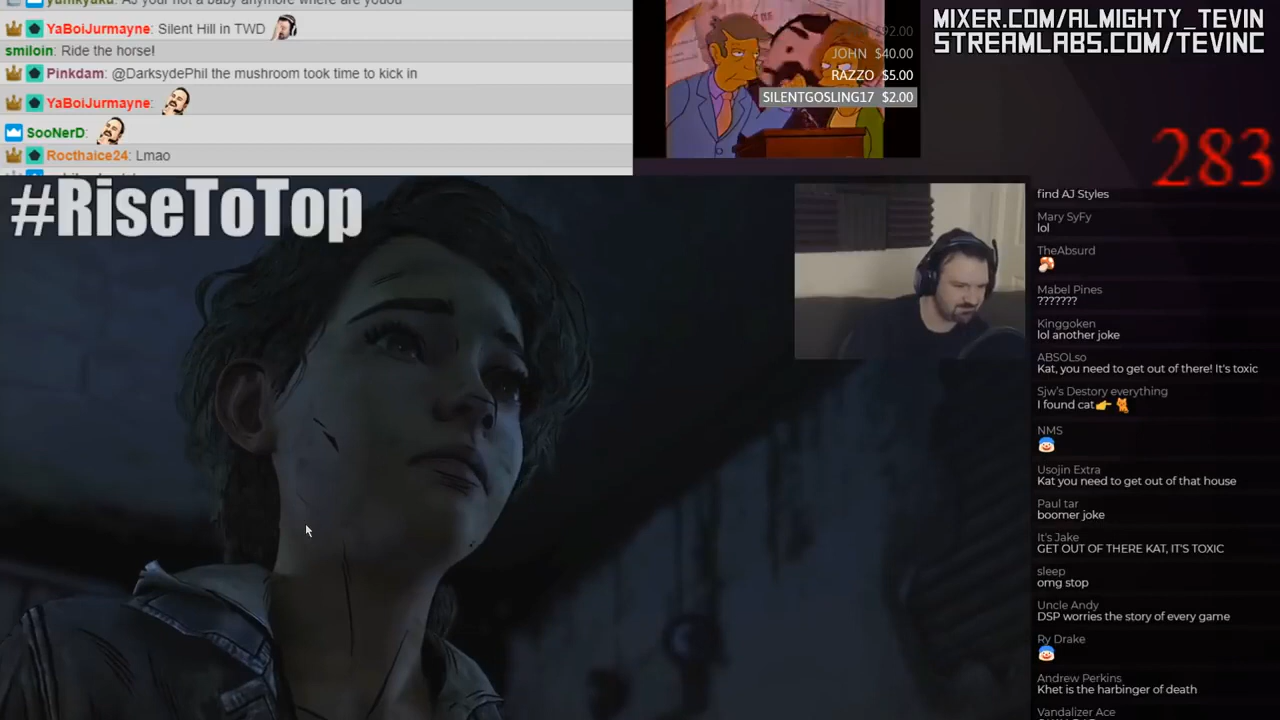 YaBoiJurmayne: Silent Hill in TWD
smiloin: Ride the horse!
Pinkdam: @DarksydePhil the mushroom took time to kick in
YaBoiJurmayne:
SooNerD:
Rocthaice24: Lmao
JOHN $40.00
RAZZO $5.00
SILENTGOSLING17 $2.00
MIXER.COM/ALMIGHTY_TEVIN
STREAMLABS.COM/TEVINC
283
#RiseToTop
find AJ Styles
Mary SyFy
lol
TheAbsurd
Mabel Pines
???????
Kinggoken
lol another joke
ABSOLso
Kat, you need to get out of there! It's toxic
Sjw's Destory everything
I found cat👉 🐈
NMS
Usojin Extra
Kat you need to get out of that house
Paul tar
boomer joke
It's Jake
GET OUT OF THERE KAT, IT'S TOXIC
sleep
omg stop
Uncle Andy
DSP worries the story of every game
Ry Drake
Andrew Perkins
Khet is the harbinger of death
Vandalizer Ace